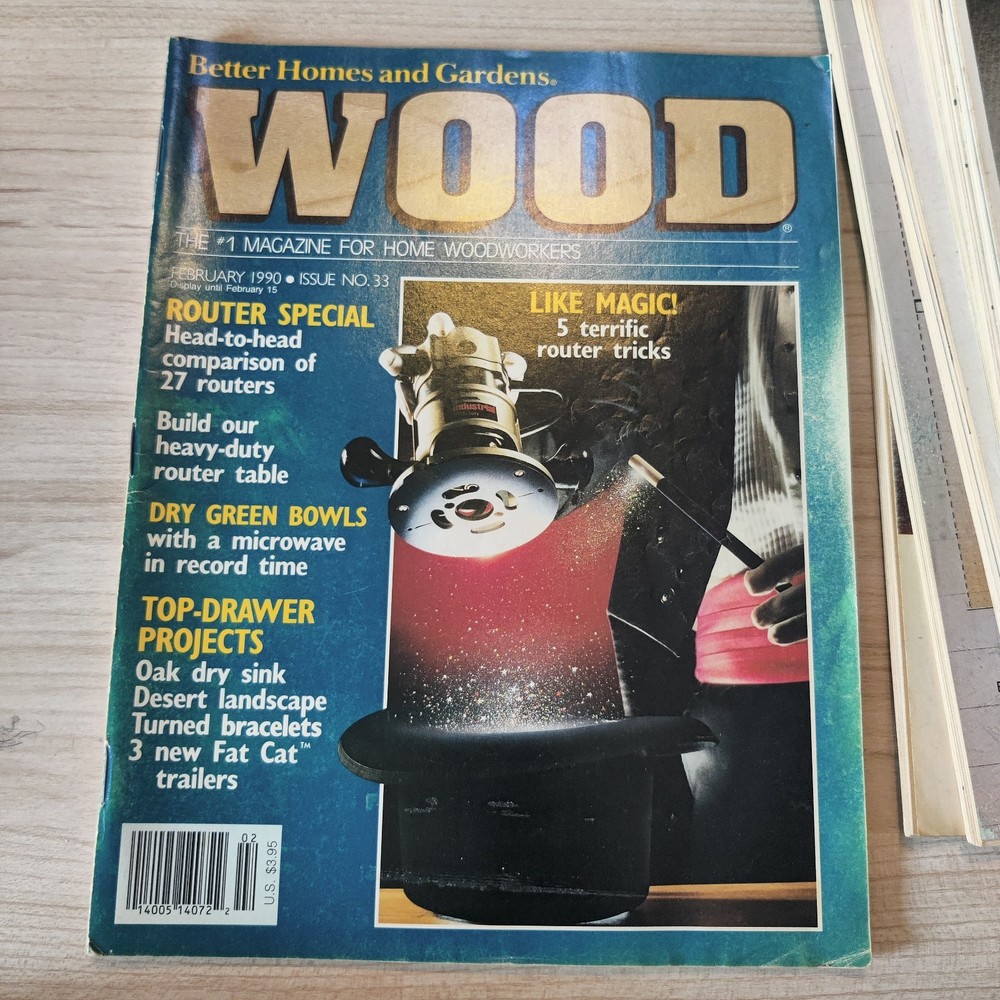 Better Homes and Gardens®
WOOD®
THE #1 MAGAZINE FOR HOME WOODWORKERS
FEBRUARY 1990 • ISSUE NO. 33
Display until February 15
ROUTER SPECIAL
Head-to-head
comparison of
27 routers
Build our
heavy-duty
router table
DRY GREEN BOWLS
with a microwave
in record time
TOP-DRAWER
PROJECTS
Oak dry sink
Desert landscape
Turned bracelets
3 new Fat Cat™
trailers
LIKE MAGIC!
5 terrific
router tricks
Industrial
02
14005 14072 2
U.S. $3.95